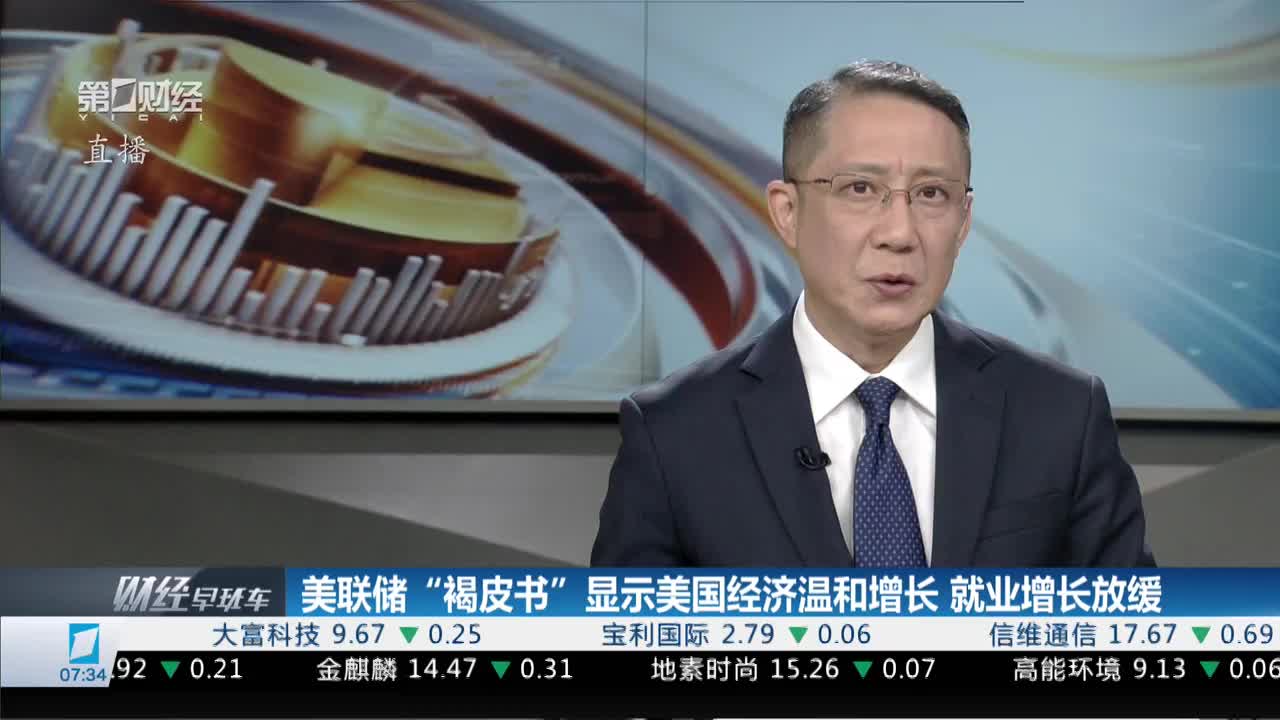 第一财经
YICAI
直播
财经早班车
美联储“褐皮书”显示美国经济温和增长 就业增长放缓
大富科技 9.67 ▼ 0.25 宝利国际 2.79 ▼ 0.06 信维通信 17.67 ▼ 0.69
07:34
.92 ▼ 0.21 金麒麟 14.47 ▼ 0.31 地素时尚 15.26 ▼ 0.07 高能环境 9.13 ▼ 0.06